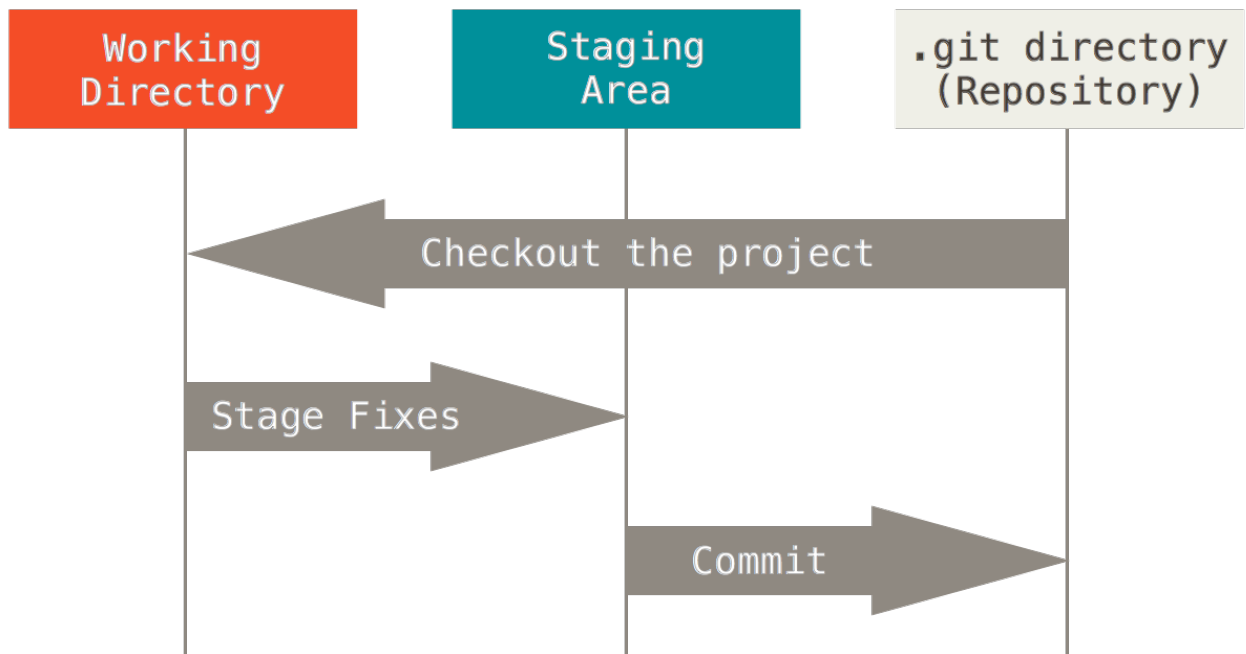 Working
Directory
Staging
Area
.git directory
(Repository)
Checkout the project
Stage Fixes
Commit